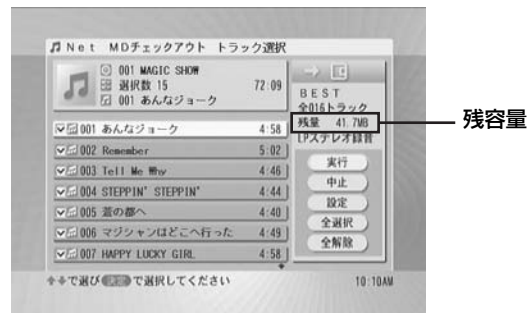 Net MDチェックアウト トラック選択
001 MAGIC SHOW
選択数 15 72:09
001 あんなジョーク
BEST
全016トラック
残量 41.7MB
LPステレオ録音
残容量
001 あんなジョーク 4:58
002 Remember 5:02
003 Tell Me Why 4:46
004 STEPPIN' STEPPIN' 4:44
005 蒼の都へ 4:40
006 マジシャンはどこへ行った 4:49
007 HAPPY LUCKY GIRL 4:58
実行
中止
設定
全選択
全解除
で選び 決定 で選択してください
10:10AM